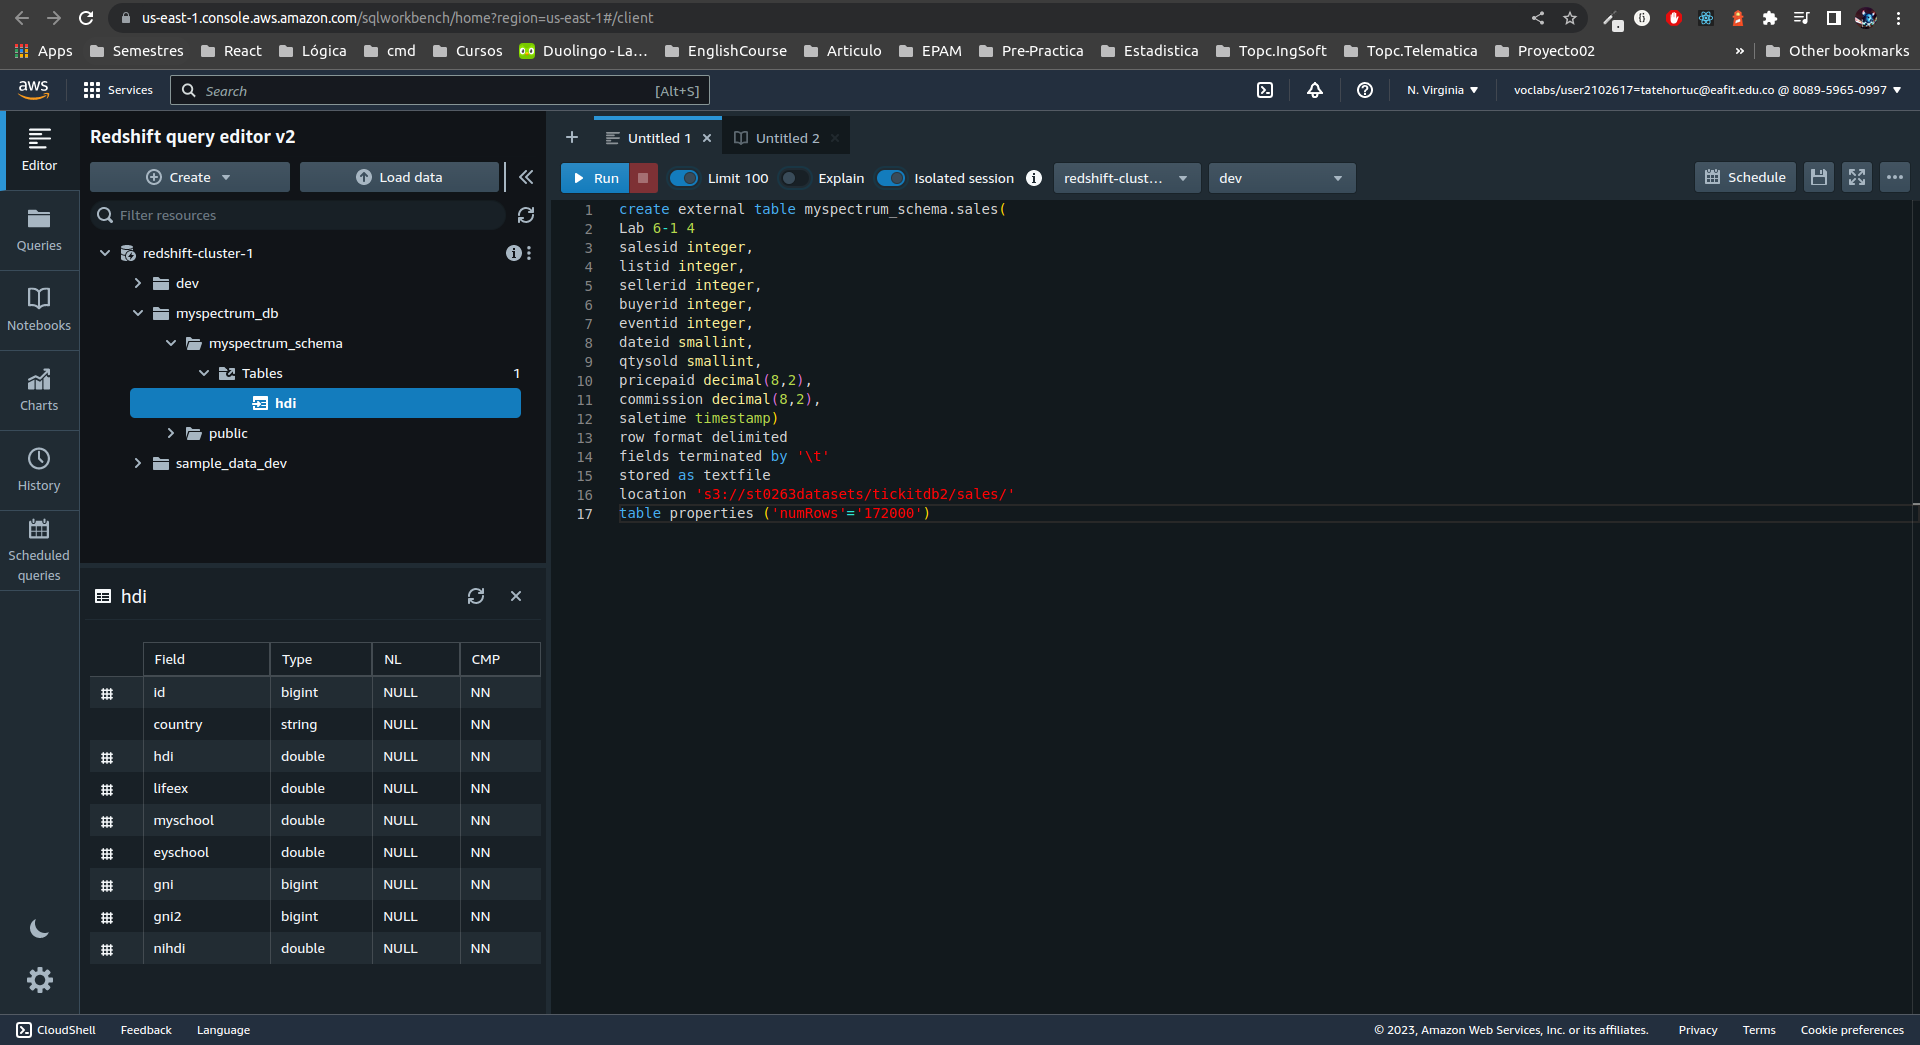 us-east-1.console.aws.amazon.com/sqlworkbench/home?region=us-east-1#/client
Apps Semestres React Lógica cmd Cursos Duolingo - La... EnglishCourse Articulo EPAM Pre-Practica Estadistica Topc.IngSoft Topc.Telematica Proyecto02 » Other bookmarks
aws Services Search [Alt+S] N. Virginia voclabs/user2102617=tatehortuc@eafit.edu.co @ 8089-5965-0997
Editor
Queries
Notebooks
Charts
History
Scheduled
queries
Redshift query editor v2
Create Load data
Filter resources
redshift-cluster-1
dev
myspectrum_db
myspectrum_schema
Tables 1
hdi
public
sample_data_dev
hdi
Field Type NL CMP
id bigint NULL NN
country string NULL NN
hdi double NULL NN
lifeex double NULL NN
myschool double NULL NN
eyschool double NULL NN
gni bigint NULL NN
gni2 bigint NULL NN
nihdi double NULL NN
Untitled 1 Untitled 2
Run Limit 100 Explain Isolated session redshift-clust... dev Schedule
1 create external table myspectrum_schema.sales(
2 Lab 6-1 4
3 salesid integer,
4 listid integer,
5 sellerid integer,
6 buyerid integer,
7 eventid integer,
8 dateid smallint,
9 qtysold smallint,
10 pricepaid decimal(8,2),
11 commission decimal(8,2),
12 saletime timestamp)
13 row format delimited
14 fields terminated by '\t'
15 stored as textfile
16 location 's3://st0263datasets/tickitdb2/sales/'
17 table properties ('numRows'='172000')
CloudShell Feedback Language © 2023, Amazon Web Services, Inc. or its affiliates. Privacy Terms Cookie preferences